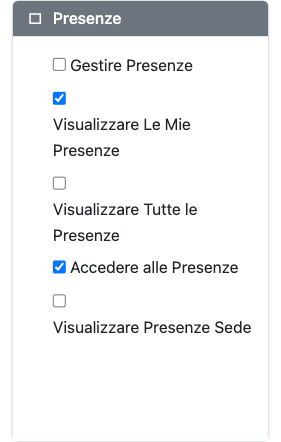 Presenze
Gestire Presenze
Visualizzare Le Mie
Presenze
Visualizzare Tutte le
Presenze
Accedere alle Presenze
Visualizzare Presenze Sede